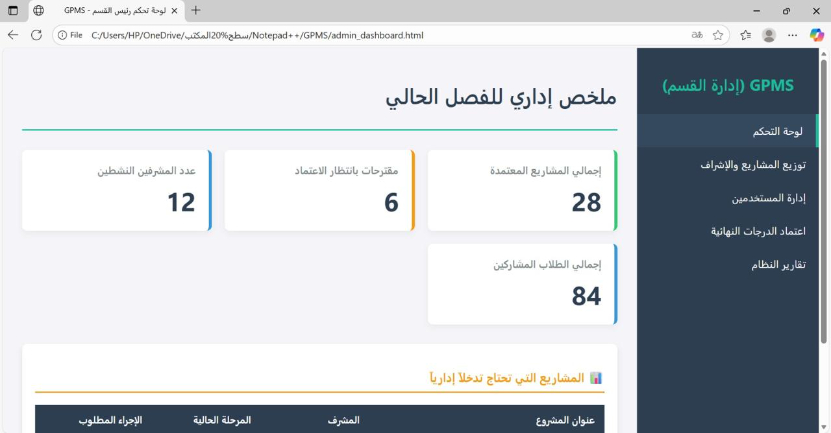 لوحة تحكم رئيس القسم - GPMS
File C:/Users/HP/OneDrive/سطح%20المكتب/Notepad++/GPMS/admin_dashboard.html
GPMS (إدارة القسم)
لوحة التحكم
توزيع المشاريع والإشراف
إدارة المستخدمين
اعتماد الدرجات النهائية
تقارير النظام
ملخص إداري للفصل الحالي
إجمالي المشاريع المعتمدة
28
مقترحات بانتظار الاعتماد
6
عدد المشرفين النشطين
12
إجمالي الطلاب المشاركين
84
المشاريع التي تحتاج تدخلاً إدارياً
عنوان المشروع المشرف المرحلة الحالية الإجراء المطلوب